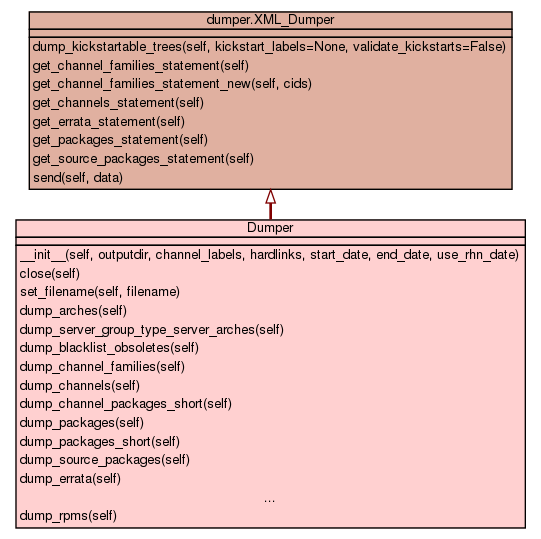 dumper.XML_Dumper
dump_kickstartable_trees(self, kickstart_labels=None, validate_kickstarts=False)
get_channel_families_statement(self)
get_channel_families_statement_new(self, cids)
get_channels_statement(self)
get_errata_statement(self)
get_packages_statement(self)
get_source_packages_statement(self)
send(self, data)
Dumper
__init__(self, outputdir, channel_labels, hardlinks, start_date, end_date, use_rhn_date)
close(self)
set_filename(self, filename)
dump_arches(self)
dump_server_group_type_server_arches(self)
dump_blacklist_obsoletes(self)
dump_channel_families(self)
dump_channels(self)
dump_channel_packages_short(self)
dump_packages(self)
dump_packages_short(self)
dump_source_packages(self)
dump_errata(self)
...
dump_rpms(self)